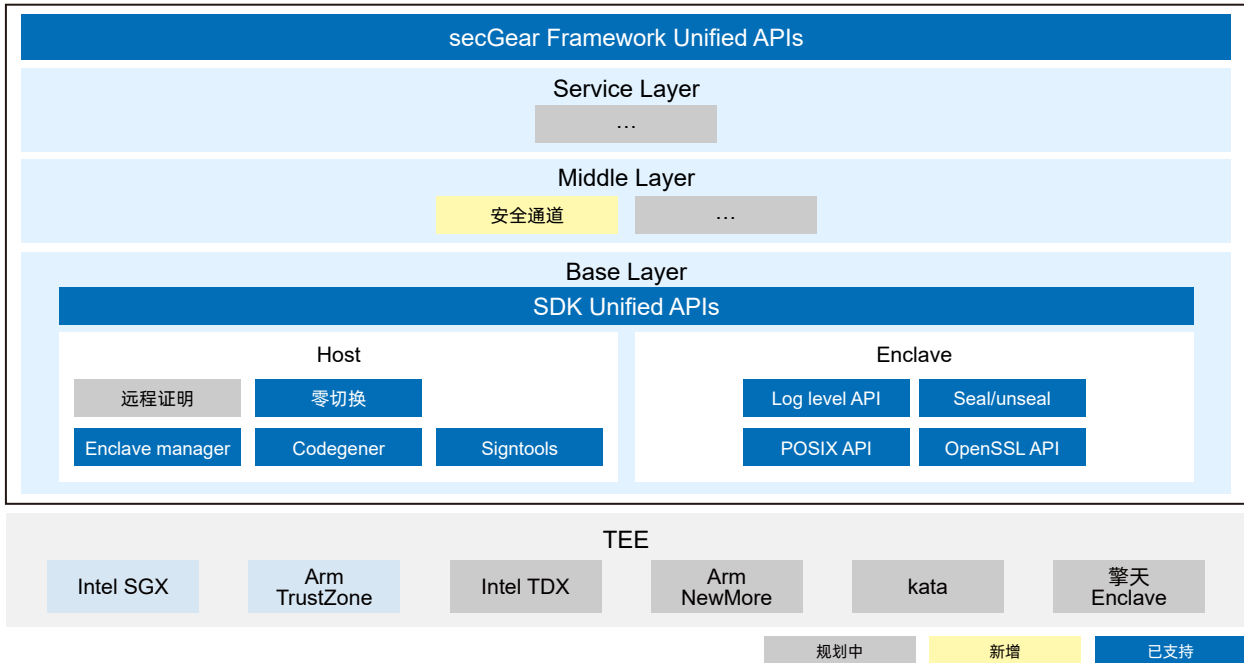 secGear Framework Unified APIs
Service Layer
…
Middle Layer
安全通道
…
Base Layer
SDK Unified APIs
Host
远程证明
零切换
Enclave manager
Codegener
Signtools
Enclave
Log level API
Seal/unseal
POSIX API
OpenSSL API
TEE
Intel SGX
Arm
TrustZone
Intel TDX
Arm
NewMore
kata
擎天
Enclave
规划中
新增
已支持